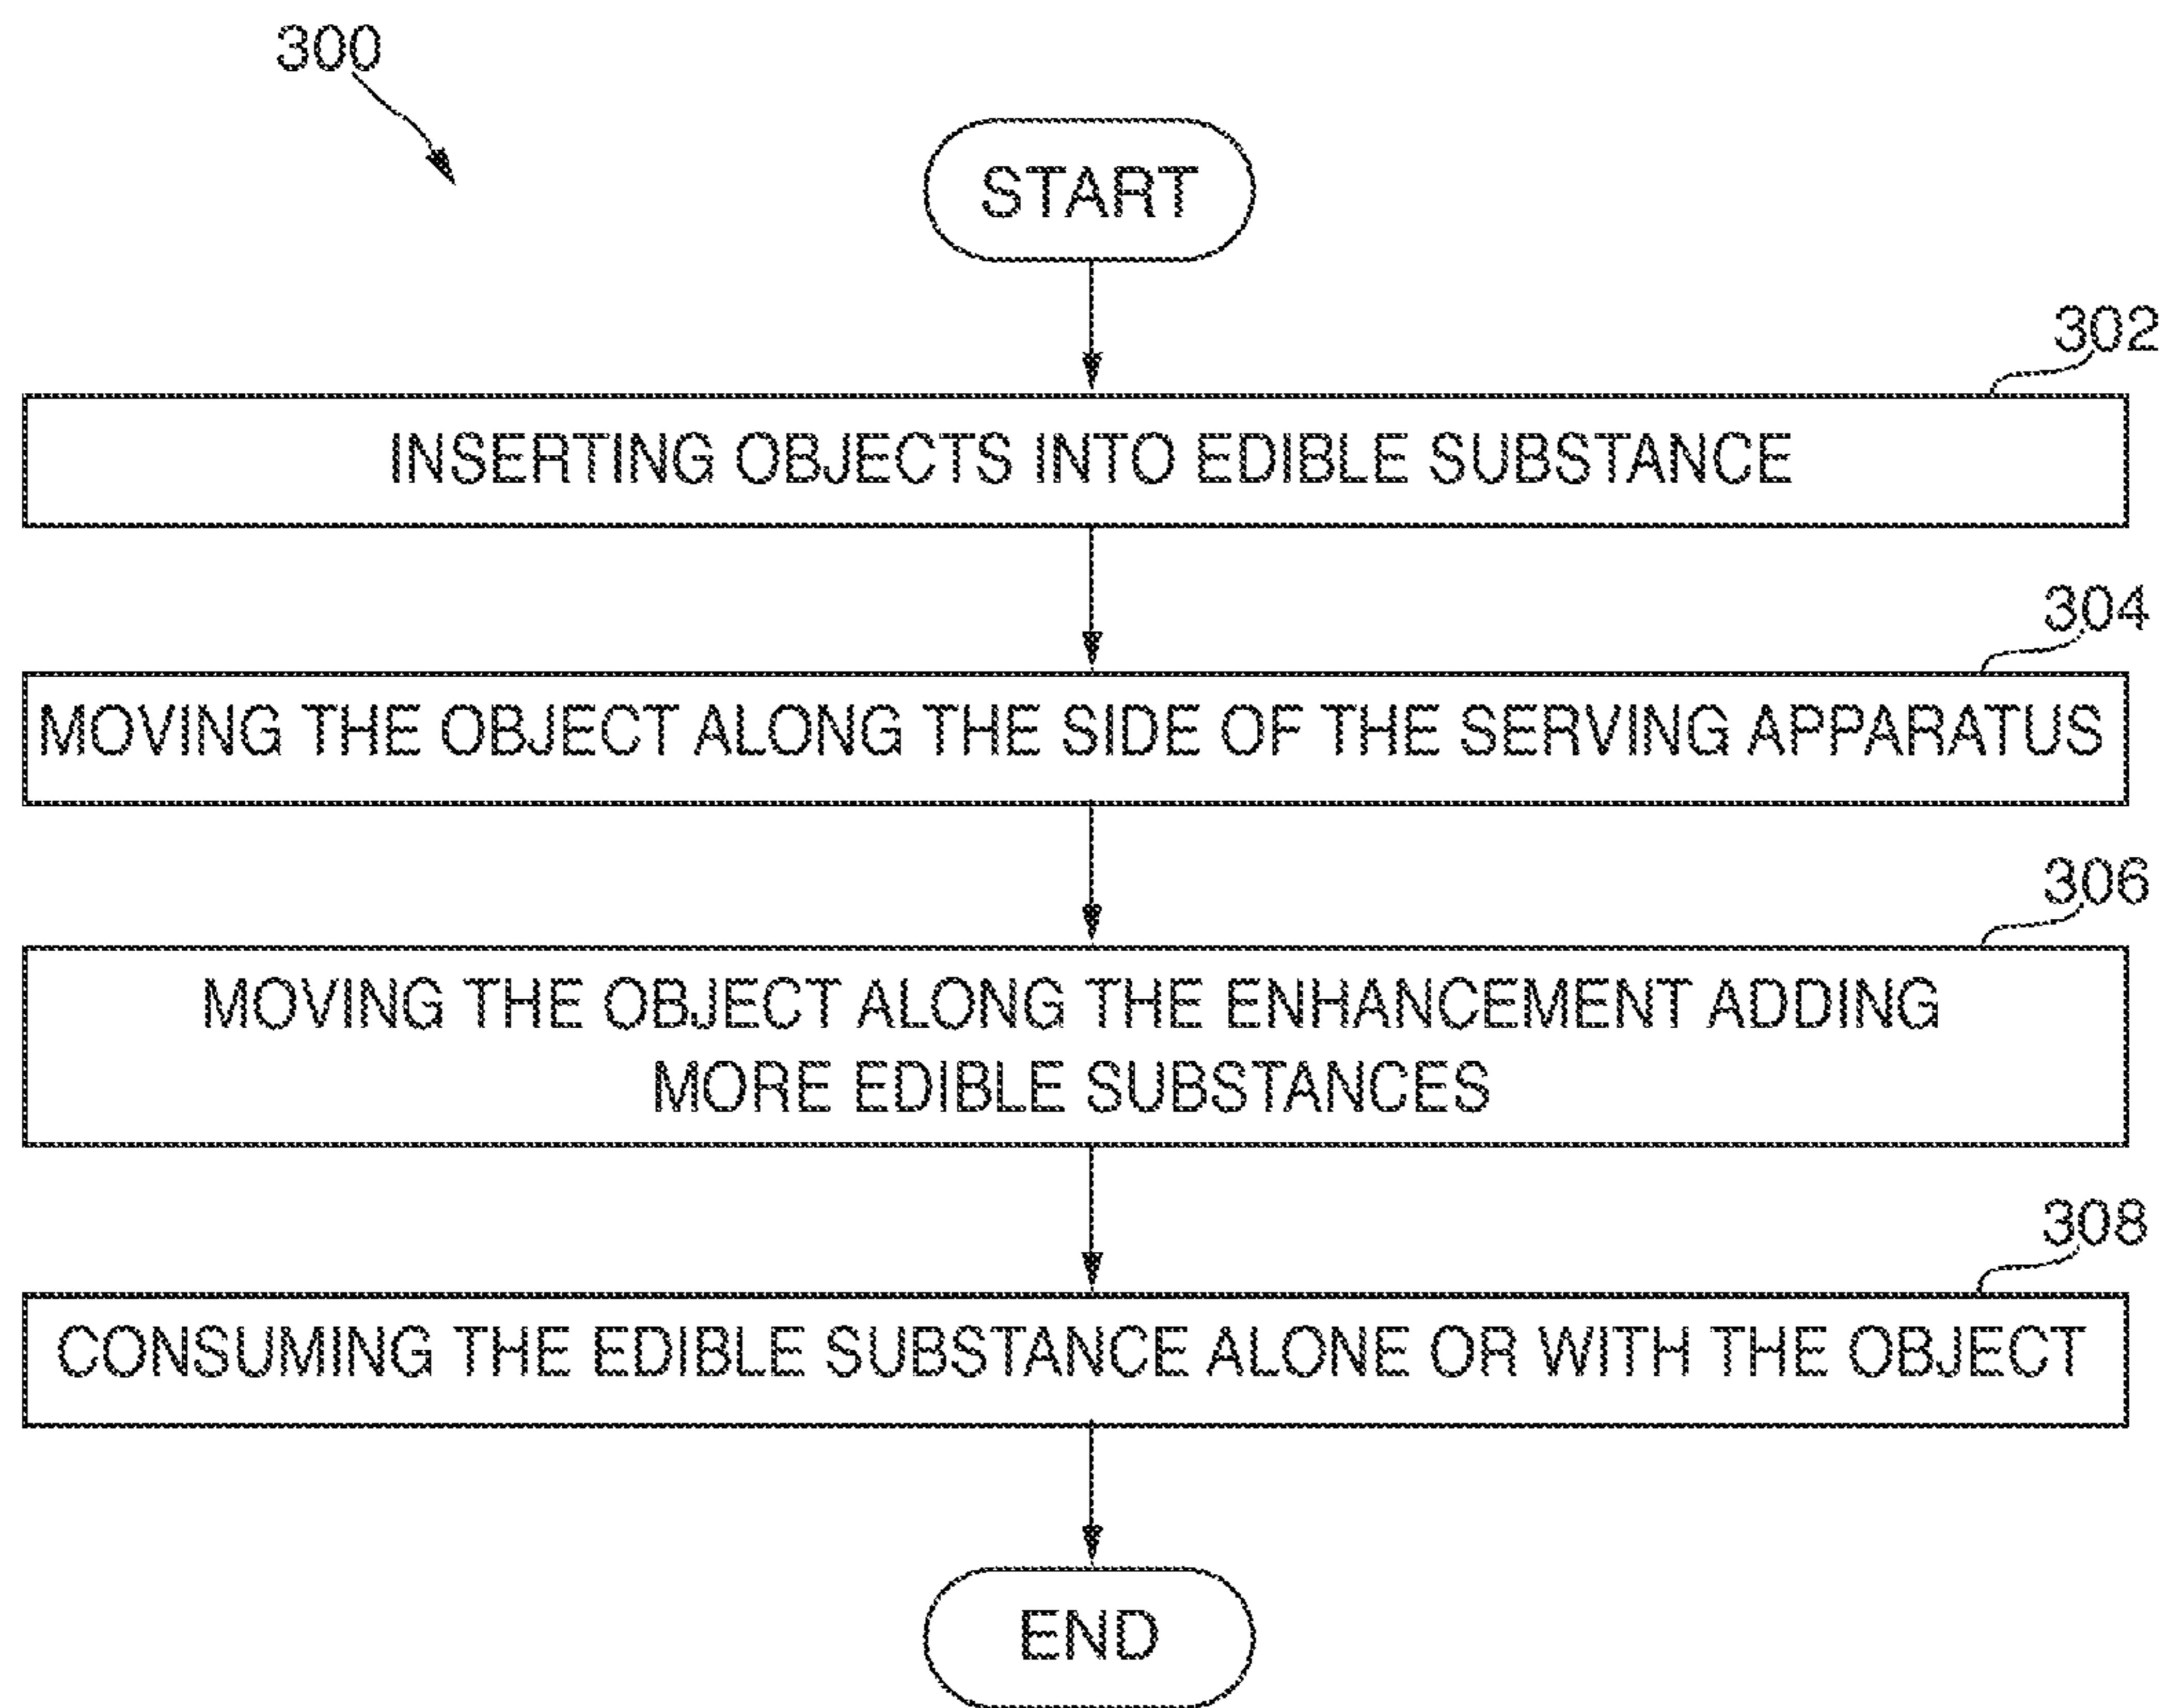 300
START
302
INSERTING OBJECTS INTO EDIBLE SUBSTANCE
304
MOVING THE OBJECT ALONG THE SIDE OF THE SERVING APPARATUS
306
MOVING THE OBJECT ALONG THE ENHANCEMENT ADDING
MORE EDIBLE SUBSTANCES
308
CONSUMING THE EDIBLE SUBSTANCE ALONE OR WITH THE OBJECT
END